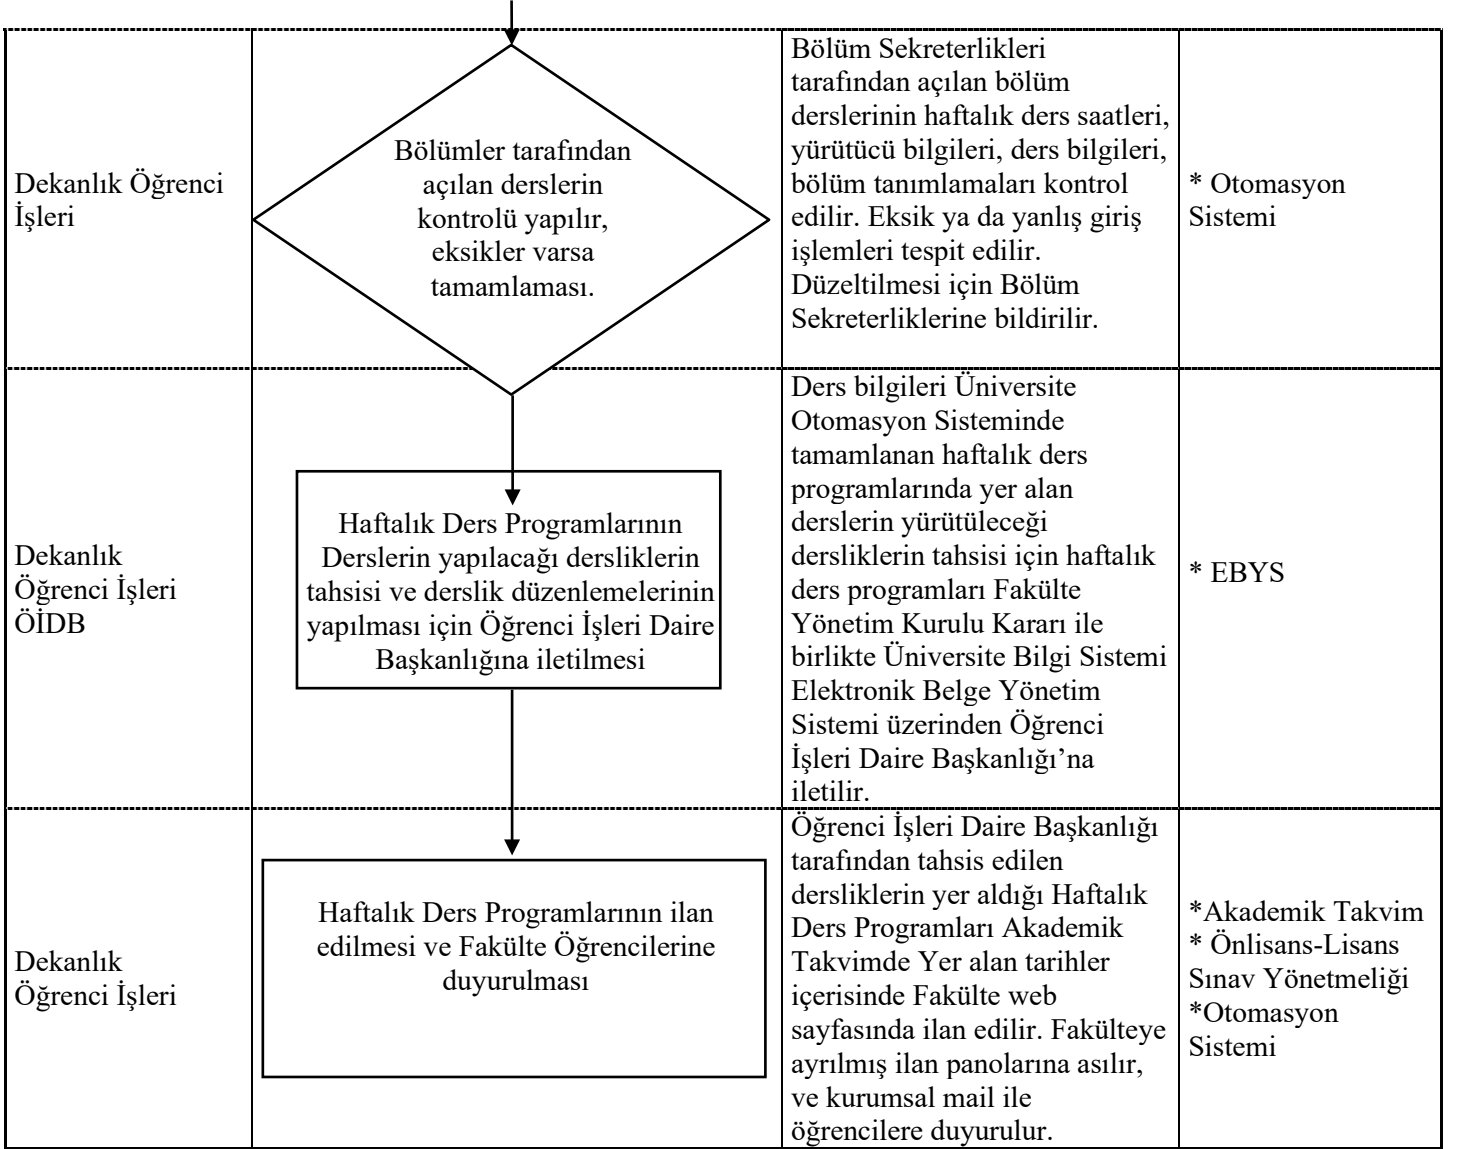 Dekanlık Öğrenci
İşleri
Bölümler tarafından
açılan derslerin
kontrolü yapılır,
eksikler varsa
tamamlaması.
Bölüm Sekreterlikleri
tarafından açılan bölüm
derslerinin haftalık ders saatleri,
yürütücü bilgileri, ders bilgileri,
bölüm tanımlamaları kontrol
edilir. Eksik ya da yanlış giriş
işlemleri tespit edilir.
Düzeltilmesi için Bölüm
Sekreterliklerine bildirilir.
* Otomasyon
Sistemi
Dekanlık
Öğrenci İşleri
ÖİDB
Haftalık Ders Programlarının
Derslerin yapılacağı dersliklerin
tahsisi ve derslik düzenlemelerinin
yapılması için Öğrenci İşleri Daire
Başkanlığına iletilmesi
Ders bilgileri Üniversite
Otomasyon Sisteminde
tamamlanan haftalık ders
programlarında yer alan
derslerin yürütüleceği
dersliklerin tahsisi için haftalık
ders programları Fakülte
Yönetim Kurulu Kararı ile
birlikte Üniversite Bilgi Sistemi
Elektronik Belge Yönetim
Sistemi üzerinden Öğrenci
İşleri Daire Başkanlığı’na
iletilir.
* EBYS
Dekanlık
Öğrenci İşleri
Haftalık Ders Programlarının ilan
edilmesi ve Fakülte Öğrencilerine
duyurulması
Öğrenci İşleri Daire Başkanlığı
tarafından tahsis edilen
dersliklerin yer aldığı Haftalık
Ders Programları Akademik
Takvimde Yer alan tarihler
içerisinde Fakülte web
sayfasında ilan edilir. Fakülteye
ayrılmış ilan panolarına asılır,
ve kurumsal mail ile
öğrencilere duyurulur.
*Akademik Takvim
* Önlisans-Lisans
Sınav Yönetmeliği
*Otomasyon
Sistemi